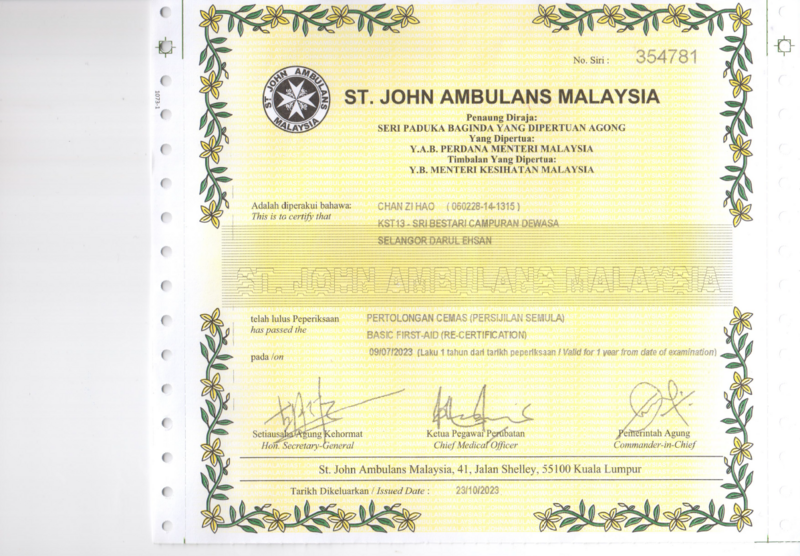 No. Siri : 354781
ST JOHN AMBULANS
MALAYSIA
ST. JOHN AMBULANS MALAYSIA
Penaung Diraja:
SERI PADUKA BAGINDA YANG DIPERTUAN AGONG
Yang Dipertua:
Y.A.B. PERDANA MENTERI MALAYSIA
Timbalan Yang Dipertua:
Y.B. MENTERI KESIHATAN MALAYSIA
1079-1
Adalah diperakui bahawa: CHAN ZI HAO ( 060228-14-1315 )
This is to certify that
KST13 - SRI BESTARI CAMPURAN DEWASA
SELANGOR DARUL EHSAN
ST. JOHN AMBULANS MALAYSIA
telah lulus Peperiksaan PERTOLONGAN CEMAS (PERSIJILAN SEMULA)
has passed the BASIC FIRST-AID (RE-CERTIFICATION)
pada /on 09/07/2023 (Laku 1 tahun dari tarikh peperiksaan / Valid for 1 year from date of examination)
Setiausaha Agung Kehormat Ketua Pegawai Perubatan Pemerintah Agung
Hon. Secretary-General Chief Medical Officer Commander-in-Chief
St. John Ambulans Malaysia, 41, Jalan Shelley, 55100 Kuala Lumpur
Tarikh Dikeluarkan / Issued Date : 23/10/2023